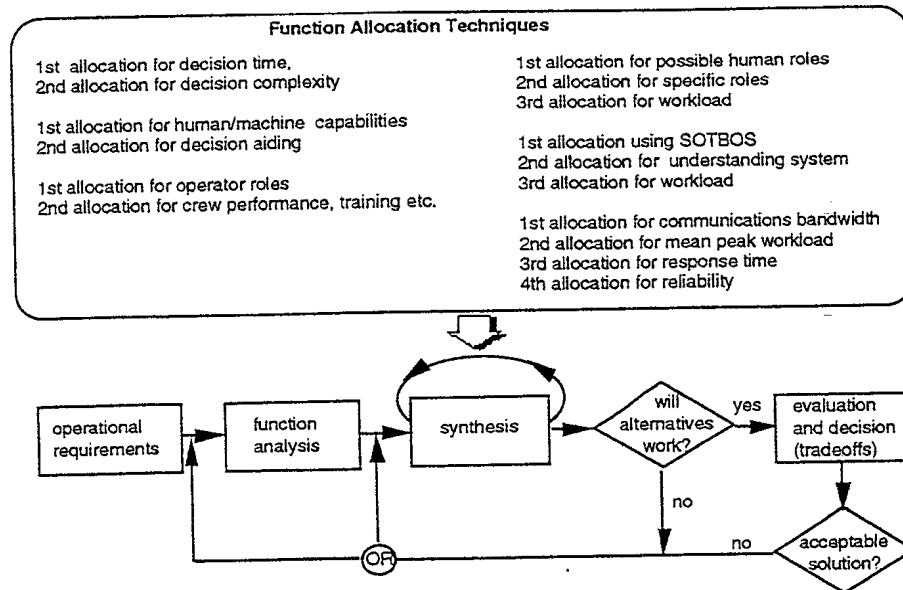 Function Allocation Techniques
1st allocation for decision time,
2nd allocation for decision complexity
1st allocation for human/machine capabilities
2nd allocation for decision aiding
1st allocation for operator roles
2nd allocation for crew performance, training etc.
1st allocation for possible human roles
2nd allocation for specific roles
3rd allocation for workload
1st allocation using SOTBOS
2nd allocation for understanding system
3rd allocation for workload
1st allocation for communications bandwidth
2nd allocation for mean peak workload
3rd allocation for response time
4th allocation for reliability
operational
requirements
function
analysis
synthesis
will
alternatives
work?
yes
evaluation
and decision
(tradeoffs)
no
acceptable
solution?
no
OR